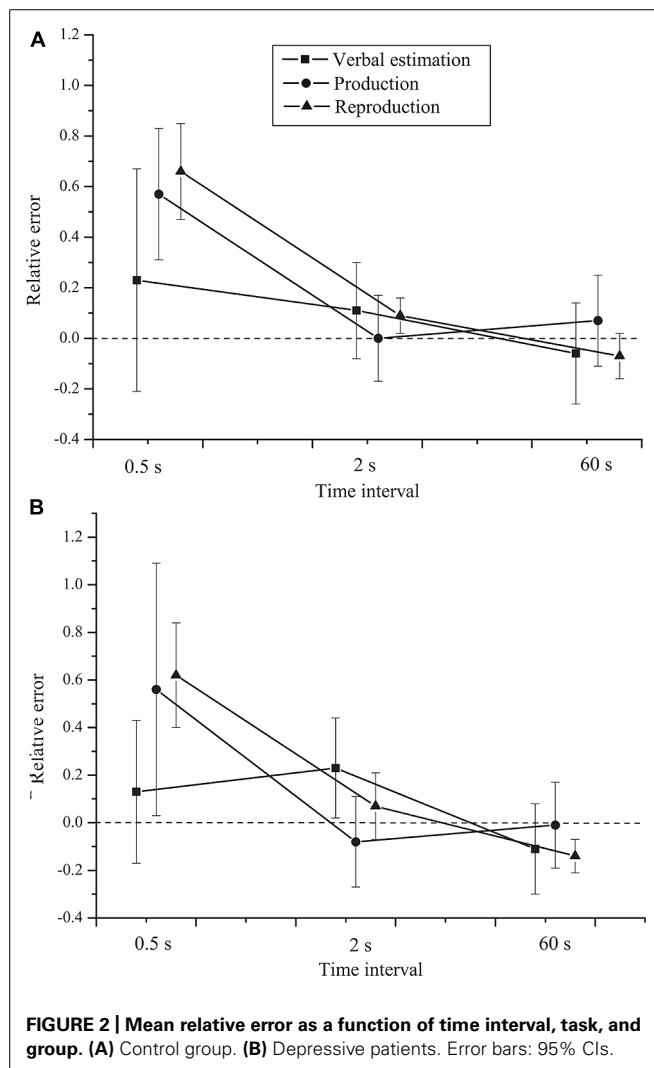 A
1.2
1.0
0.8
0.6
0.4
0.2
0.0
-0.2
-0.4
Relative error
Verbal estimation
Production
Reproduction
0.5 s 2 s 60 s
Time interval
B
1.2
1.0
0.8
0.6
0.4
0.2
0.0
-0.2
-0.4
Relative error
0.5 s 2 s 60 s
Time interval
FIGURE 2 | Mean relative error as a function of time interval, task, and
group. (A) Control group. (B) Depressive patients. Error bars: 95% CIs.